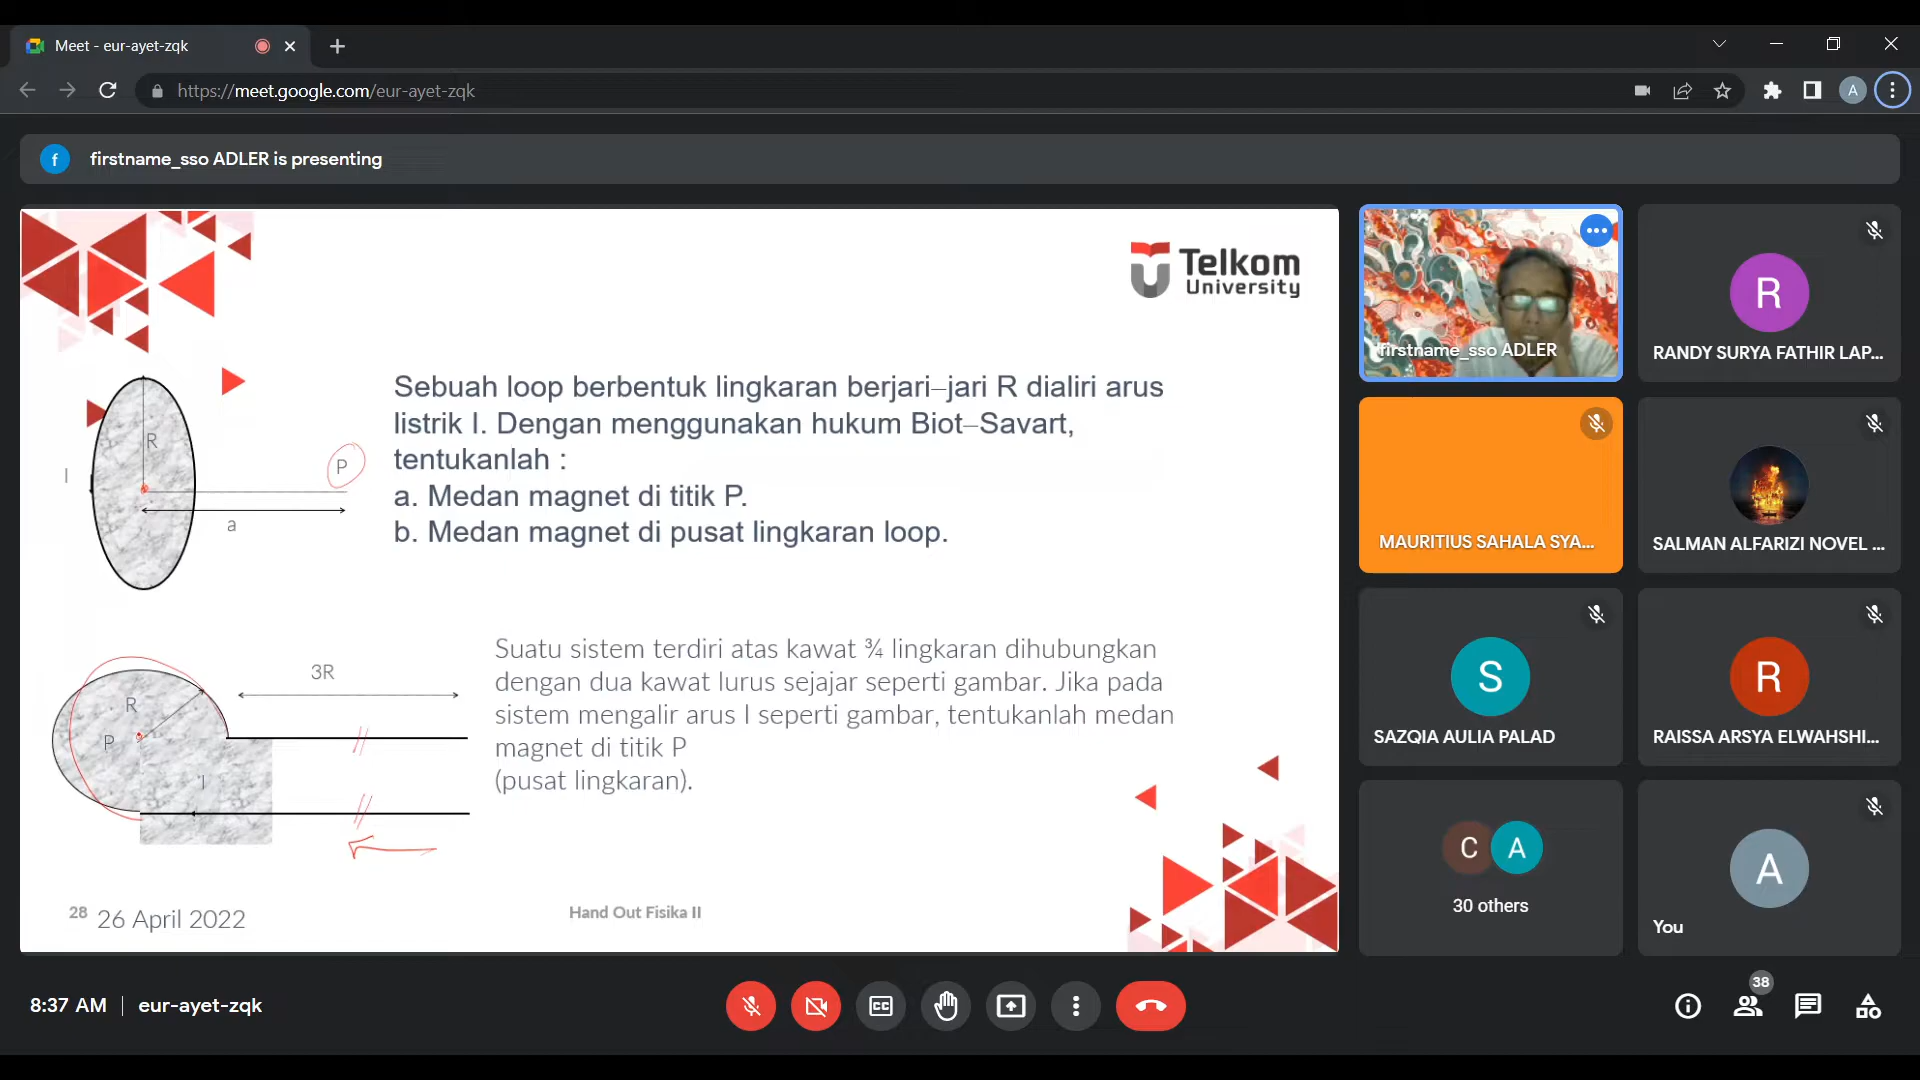 Meet - eur-ayet-zqk
https://meet.google.com/eur-ayet-zqk
A
f
firstname_sso ADLER is presenting
Telkom
University
R
I
P
a
Sebuah loop berbentuk lingkaran berjari–jari R dialiri arus
listrik I. Dengan menggunakan hukum Biot–Savart,
tentukanlah :
a. Medan magnet di titik P.
b. Medan magnet di pusat lingkaran loop.
3R
R
P
I
Suatu sistem terdiri atas kawat ¾ lingkaran dihubungkan
dengan dua kawat lurus sejajar seperti gambar. Jika pada
sistem mengalir arus I seperti gambar, tentukanlah medan
magnet di titik P
(pusat lingkaran).
28
26 April 2022
Hand Out Fisika II
firstname_sso ADLER
R
RANDY SURYA FATHIR LAP...
MAURITIUS SAHALA SYA...
SALMAN ALFARIZI NOVEL ...
S
SAZQIA AULIA PALAD
R
RAISSA ARSYA ELWAHSHI...
C
A
30 others
A
You
8:37 AM
eur-ayet-zqk
CC
38